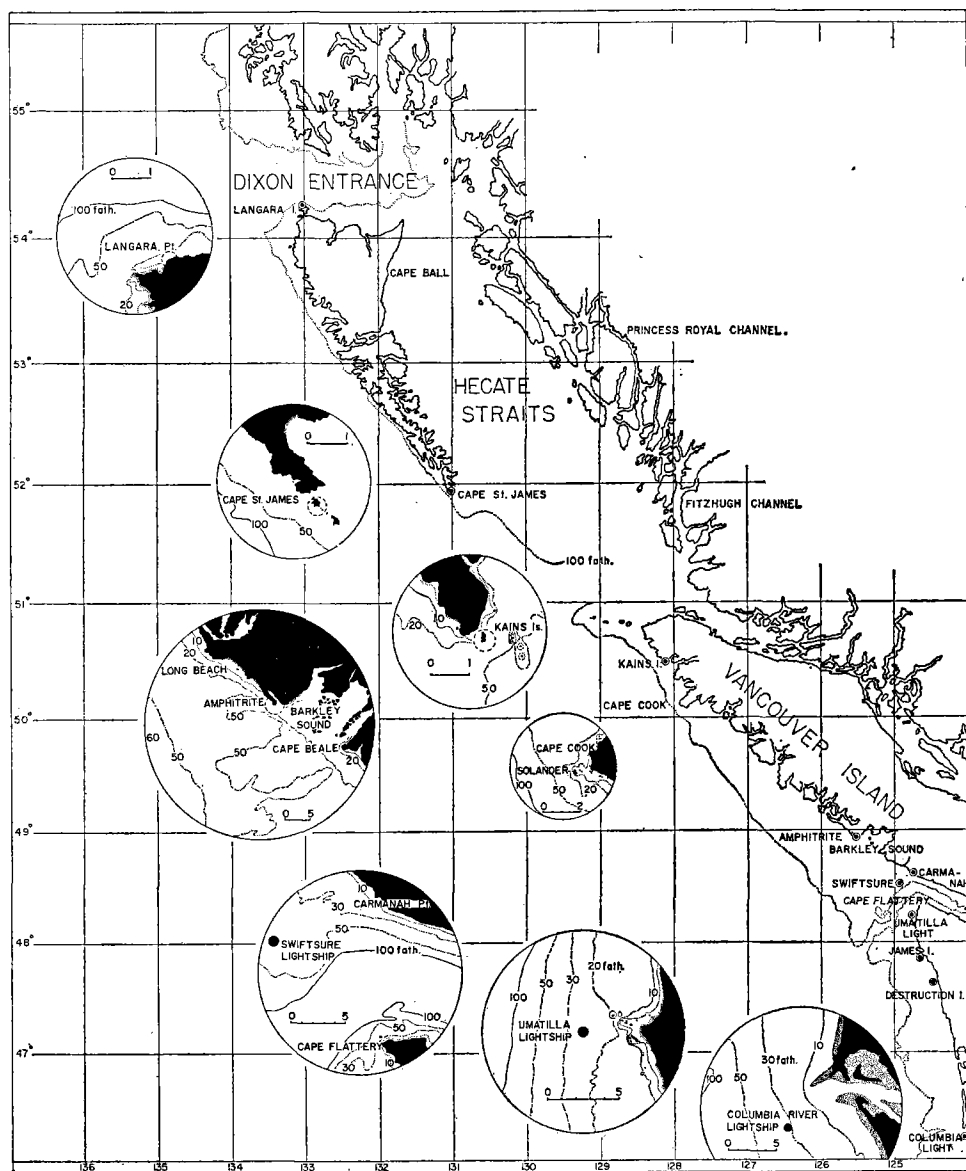 55°
DIXON ENTRANCE
0 1
100 fath.
LANGARA I.
LANGARA Pt.
50
20
54°
CAPE BALL
PRINCESS ROYAL CHANNEL.
53°
HECATE
STRAITS
0 1
CAPE St. JAMES
100
50
52°
CAPE St. JAMES
FITZHUGH CHANNEL
100 fath.
51°
20
10
KAINS Is.
0 1
50
10
20
LONG BEACH
AMPHITRITE
50
BARKLEY
SOUND
60
50
50
CAPE BEALE
20
0 5
KAINS I.
VANCOUVER
ISLAND
50°
CAPE COOK
CAPE COOK
SOLANDER
100
50
20
0 2
49°
AMPHITRITE
BARKLEY SOUND
CARMA-
NAH
SWIFTSURE
CAPE FLATTERY
UMATILLA
LIGHT
JAMES I.
DESTRUCTION I.
10
30
CARMANAH Pt.
50
48°
SWIFTSURE
LIGHTSHIP
100 fath.
0 5
100
50
CAPE FLATTERY
30
10
47°
20 fath.
100
50
30
10
UMATILLA
LIGHTSHIP
0 5
10
30 fath.
100
50
COLUMBIA RIVER
LIGHTSHIP
0 5
COLUMBIA
LIGHT
136 135 134 133 132 131 130 129 128 127 126 125